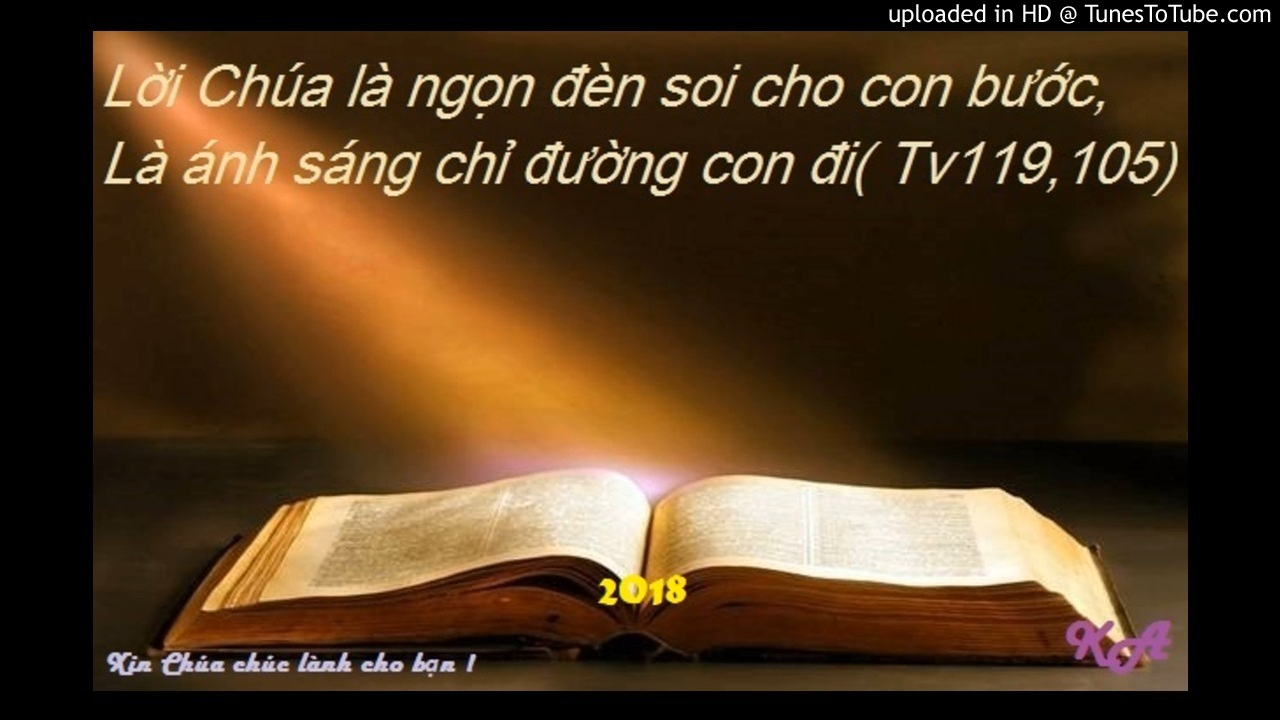 uploaded in HD @ TunesToTube.com
Lời Chúa là ngọn đèn soi cho con bước,
Là ánh sáng chỉ đường con đi( Tv119,105)
2018
KA
Xin Chúa chúc lành cho bạn !